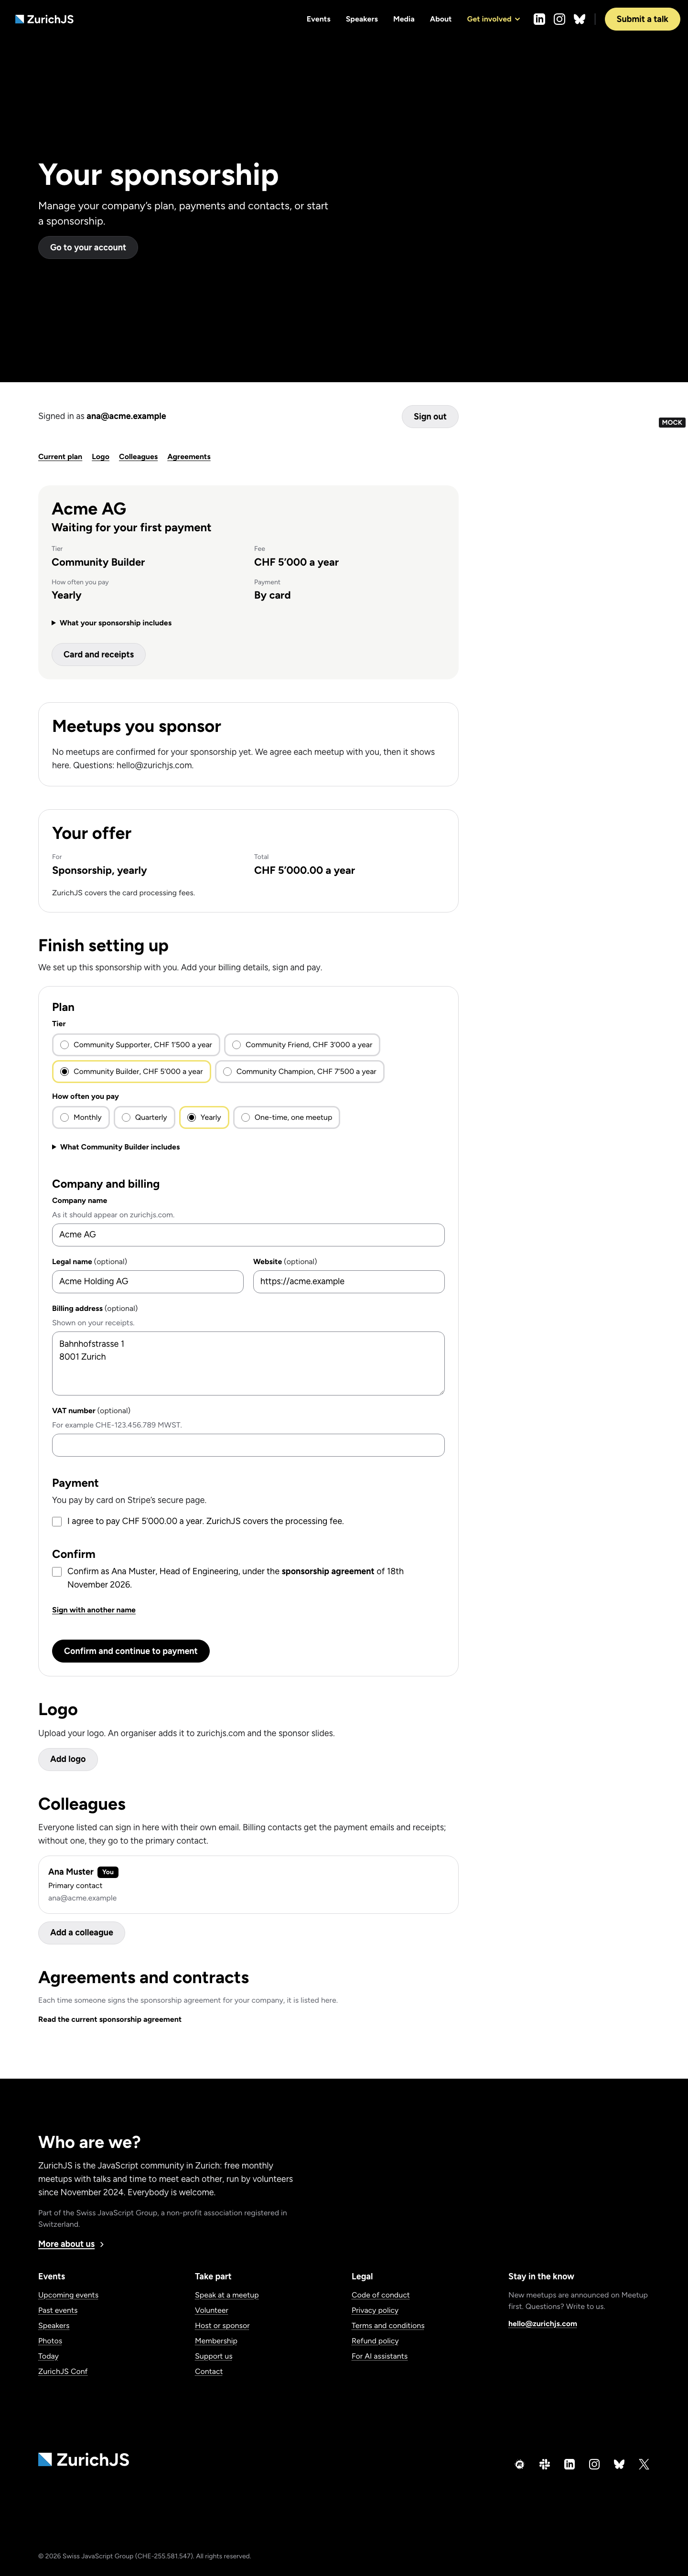 ZurichJS
Events
Speakers
Media
About
Get involved
Submit a talk
Your sponsorship
Manage your company’s plan, payments and contacts, or start
a sponsorship.
Go to your account
Signed in as ana@acme.example
Sign out
MOCK
Current plan
Logo
Colleagues
Agreements
Acme AG
Waiting for your first payment
Tier
Community Builder
Fee
CHF 5’000 a year
How often you pay
Yearly
Payment
By card
What your sponsorship includes
Card and receipts
Meetups you sponsor
No meetups are confirmed for your sponsorship yet. We agree each meetup with you, then it shows
here. Questions: hello@zurichjs.com.
Your offer
For
Sponsorship, yearly
Total
CHF 5’000.00 a year
ZurichJS covers the card processing fees.
Finish setting up
We set up this sponsorship with you. Add your billing details, sign and pay.
Plan
Tier
Community Supporter, CHF 1’500 a year
Community Friend, CHF 3’000 a year
Community Builder, CHF 5’000 a year
Community Champion, CHF 7’500 a year
How often you pay
Monthly
Quarterly
Yearly
One-time, one meetup
What Community Builder includes
Company and billing
Company name
As it should appear on zurichjs.com.
Acme AG
Legal name (optional)
Acme Holding AG
Website (optional)
https://acme.example
Billing address (optional)
Shown on your receipts.
Bahnhofstrasse 1
8001 Zurich
VAT number (optional)
For example CHE-123.456.789 MWST.
Payment
You pay by card on Stripe’s secure page.
I agree to pay CHF 5’000.00 a year. ZurichJS covers the processing fee.
Confirm
Confirm as Ana Muster, Head of Engineering, under the sponsorship agreement of 18th
November 2026.
Sign with another name
Confirm and continue to payment
Logo
Upload your logo. An organiser adds it to zurichjs.com and the sponsor slides.
Add logo
Colleagues
Everyone listed can sign in here with their own email. Billing contacts get the payment emails and receipts;
without one, they go to the primary contact.
Ana Muster You
Primary contact
ana@acme.example
Add a colleague
Agreements and contracts
Each time someone signs the sponsorship agreement for your company, it is listed here.
Read the current sponsorship agreement
Who are we?
ZurichJS is the JavaScript community in Zurich: free monthly
meetups with talks and time to meet each other, run by volunteers
since November 2024. Everybody is welcome.
Part of the Swiss JavaScript Group, a non-profit association registered in
Switzerland.
More about us
Events
Upcoming events
Past events
Speakers
Photos
Today
ZurichJS Conf
Take part
Speak at a meetup
Volunteer
Host or sponsor
Membership
Support us
Contact
Legal
Code of conduct
Privacy policy
Terms and conditions
Refund policy
For AI assistants
Stay in the know
New meetups are announced on Meetup
first. Questions? Write to us.
hello@zurichjs.com
ZurichJS
© 2026 Swiss JavaScript Group (CHE-255.581.547). All rights reserved.